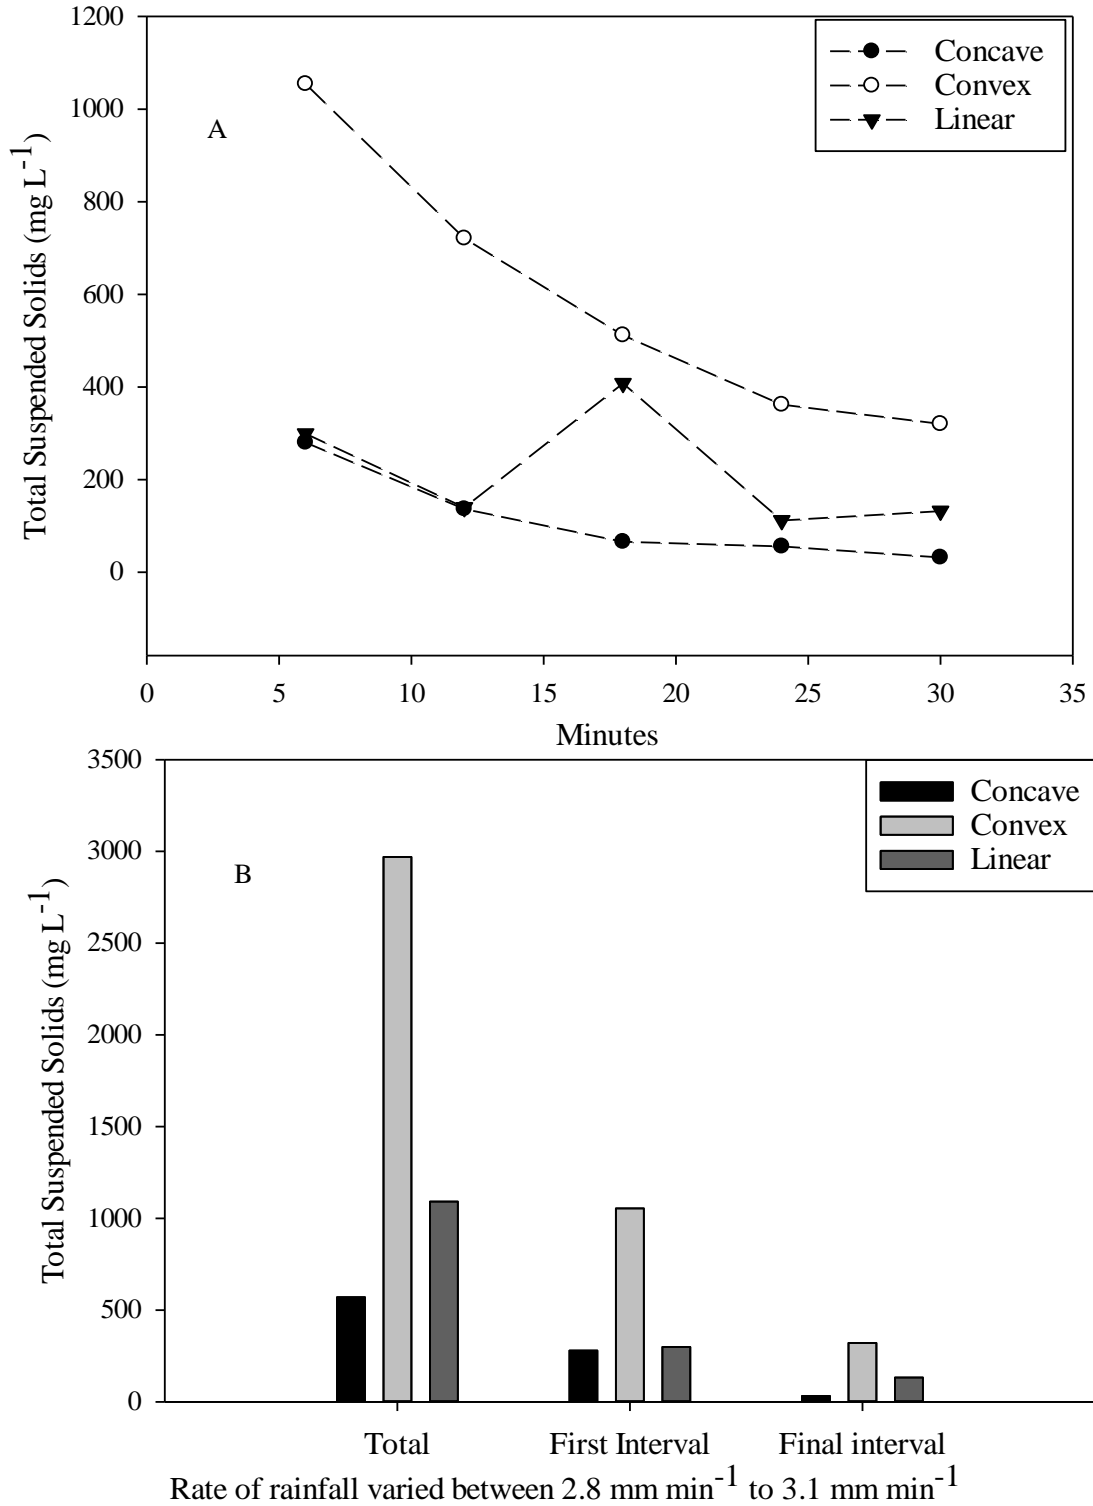 1200
1000
800
600
400
200
0
Total Suspended Solids (mg L-1)
A
Concave
Convex
Linear
0 5 10 15 20 25 30 35
Minutes
3500
3000
2500
2000
1500
1000
500
0
Total Suspended Solids (mg L-1)
B
Concave
Convex
Linear
Total First Interval Final interval
Rate of rainfall varied between 2.8 mm min-1 to 3.1 mm min-1